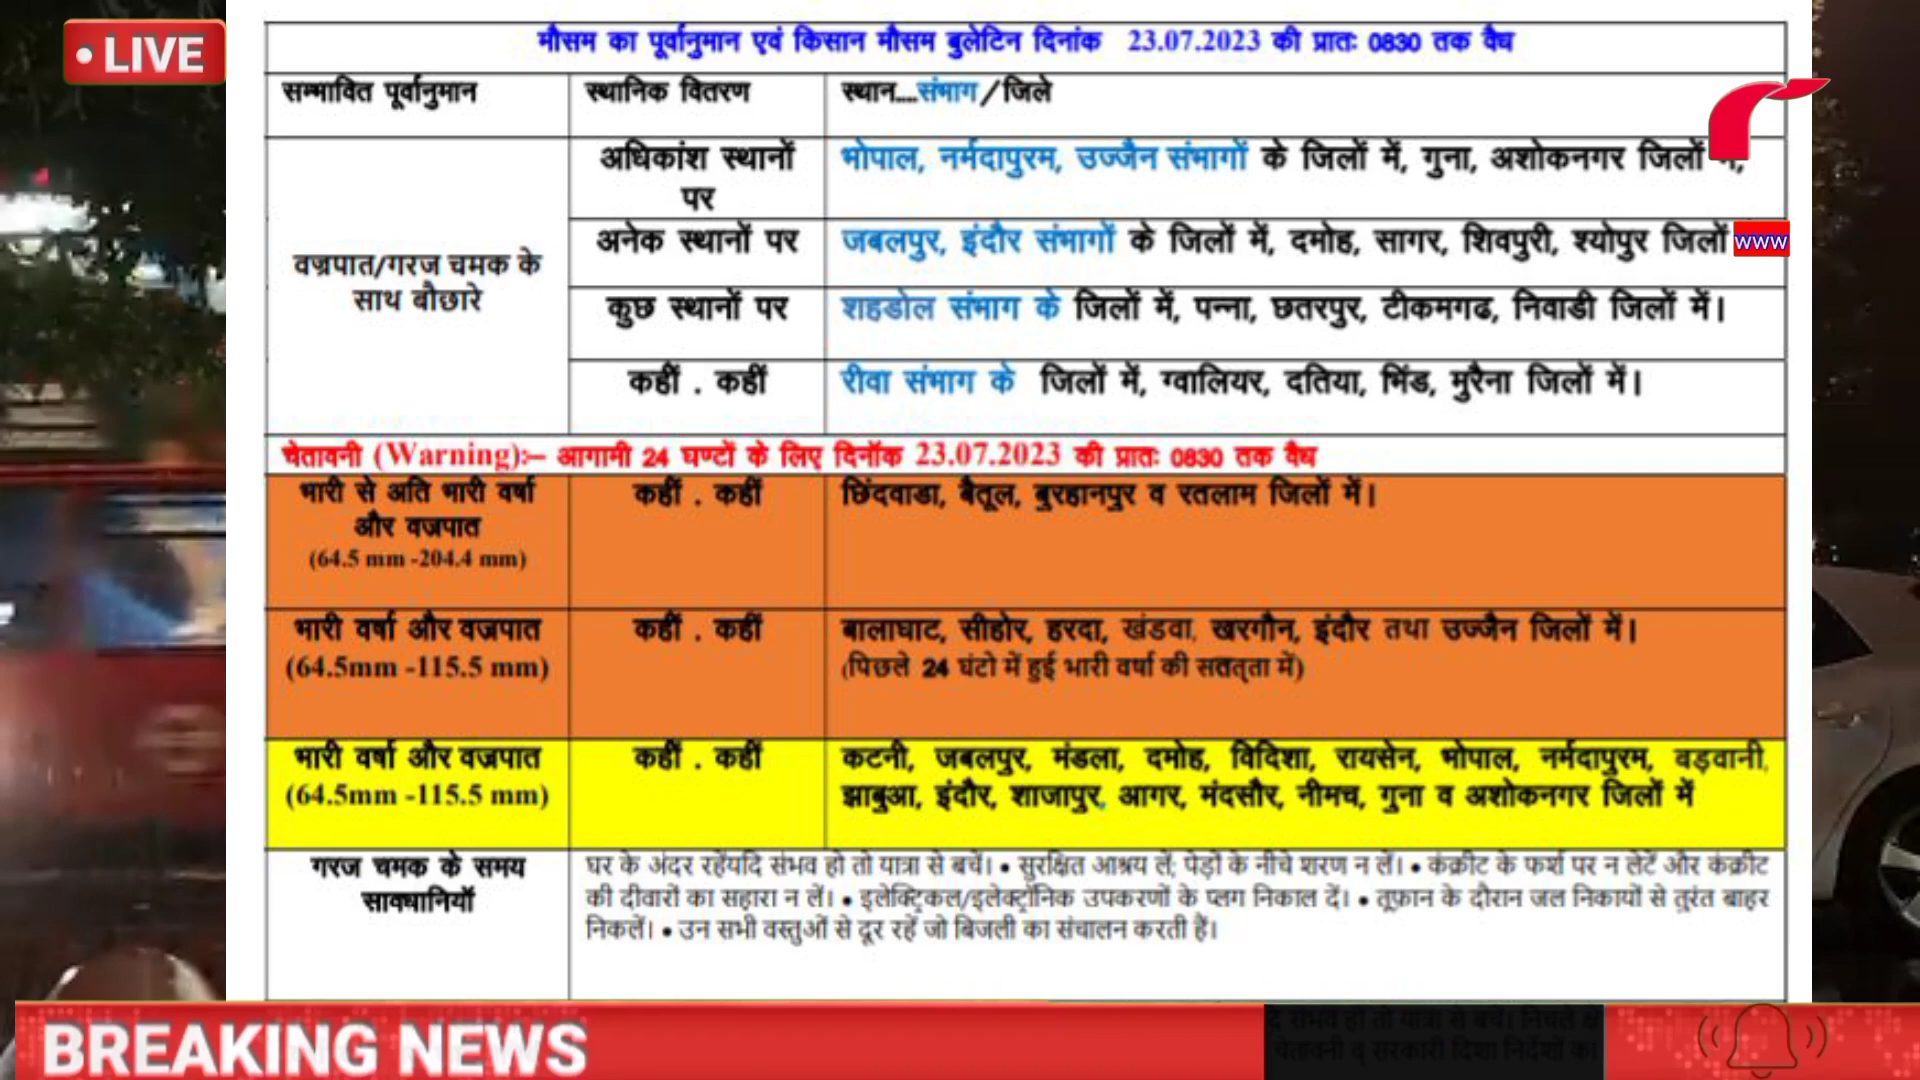 • LIVE
मौसम का पूर्वानुमान एवं किसान मौसम बुलेटिन दिनांक 23.07.2023 की प्रातः 0830 तक वैध
सम्भावित पूर्वानुमान स्थानिक वितरण स्थान....संभाग/जिले
वज्रपात/गरज चमक के
साथ बौछारे
अधिकांश स्थानों
पर
भोपाल, नर्मदापुरम, उज्जैन संभागों के जिलों में, गुना, अशोकनगर जिलों
अनेक स्थानों पर जबलपुर, इंदौर संभागों के जिलों में, दमोह, सागर, शिवपुरी, श्योपुर जिलों
www
कुछ स्थानों पर शहडोल संभाग के जिलों में, पन्ना, छतरपुर, टीकमगढ, निवाडी जिलों में।
कहीं . कहीं रीवा संभाग के जिलों में, ग्वालियर, दतिया, भिंड, मुरैना जिलों में।
चेतावनी (Warning):– आगामी 24 घण्टों के लिए दिनॉक 23.07.2023 की प्रातः 0830 तक वैध
भारी से अति भारी वर्षा
और वज्रपात
(64.5 mm -204.4 mm)
कहीं . कहीं छिंदवाडा, बैतूल, बुरहानपुर व रतलाम जिलों में।
भारी वर्षा और वज्रपात
(64.5mm -115.5 mm)
कहीं . कहीं बालाघाट, सीहोर, हरदा, खंडवा, खरगौन, इंदौर तथा उज्जैन जिलों में।
(पिछले 24 घंटो में हुई भारी वर्षा की सतत्ता में)
भारी वर्षा और वज्रपात
(64.5mm -115.5 mm)
कहीं . कहीं कटनी, जबलपुर, मंडला, दमोह, विदिशा, रायसेन, भोपाल, नर्मदापुरम, बड़वानी,
झाबुआ, इंदौर, शाजापुर, आगर, मंदसौर, नीमच, गुना व अशोकनगर जिलों में
गरज चमक के समय
सावधानियॉ
घर के अंदर रहेंयदि संभव हो तो यात्रा से बचें। • सुरक्षित आश्रय लें; पेड़ों के नीचे शरण न लें। • कंक्रीट के फर्श पर न लेटें और कंक्रीट
की दीवारों का सहारा न लें। • इलेक्ट्रिकल/इलेक्ट्रॉनिक उपकरणों के प्लग निकाल दें। • तूफ़ान के दौरान जल निकायों से तुरंत बाहर
निकलें। • उन सभी वस्तुओं से दूर रहें जो बिजली का संचालन करती हैं।
BREAKING NEWS